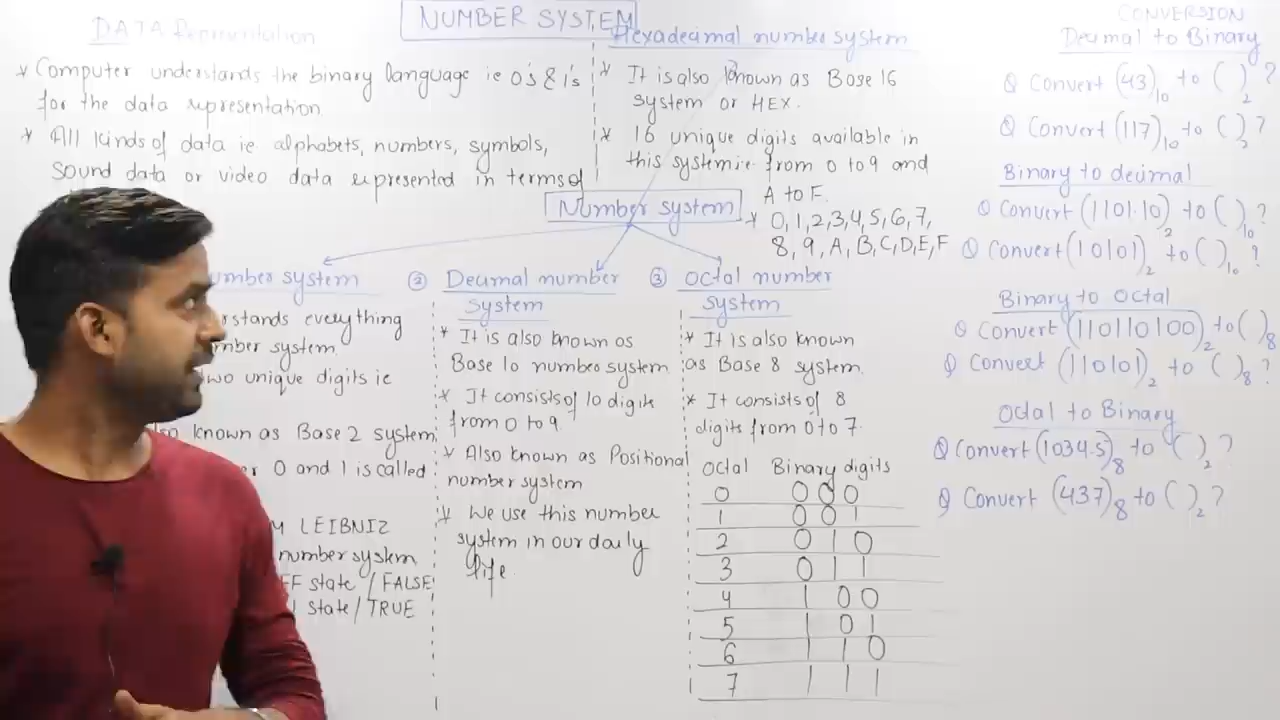 NUMBER SYSTEM
DATA Representation
* Computer understands the binary language ie 0's & 1's
for the data representation
* All kinds of data ie. alphabets, numbers, symbols,
sound data or video data represented in terms of
Hexadecimal number system
* It is also known as Base 16
system or HEX.
* 16 unique digits available in
this system i.e. from 0 to 9 and
A to F.
* 0, 1, 2, 3, 4, 5, 6, 7,
8, 9, A, B, C, D, E, F
Number system
number system
rstands everything
mber system.
wo unique digits ie
lso known as Base 2 system
er 0 and 1 is called
M LEIBNIZ
number system
FF state / FALSE
state / TRUE
② Decimal number
system
* It is also known as
Base 10 number system
* It consists of 10 digits
from 0 to 9.
* Also known as Positional
number system
* We use this number
system in our daily
life.
③ Octal number
system
* It is also known
as Base 8 system.
* It consists of 8
digits from 0 to 7.
Octal Binary digits
0 0 0 0
1 0 0 1
2 0 1 0
3 0 1 1
4 1 0 0
5 1 0 1
6 1 1 0
7 1 1 1
CONVERSION
Decimal to Binary
Q Convert (43)₁₀ to ( )₂ ?
Q Convert (117)₁₀ to ( )₂ ?
Binary to decimal
Q Convert (1101.10)₂ to ( )₁₀ ?
Q Convert (10101)₂ to ( )₁₀ ?
Binary to Octal
Q Convert (110110100)₂ to ( )₈
Q Convert (110101)₂ to ( )₈ ?
Octal to Binary
Q Convert (1034.5)₈ to ( )₂ ?
Q Convert (437)₈ to ( )₂ ?